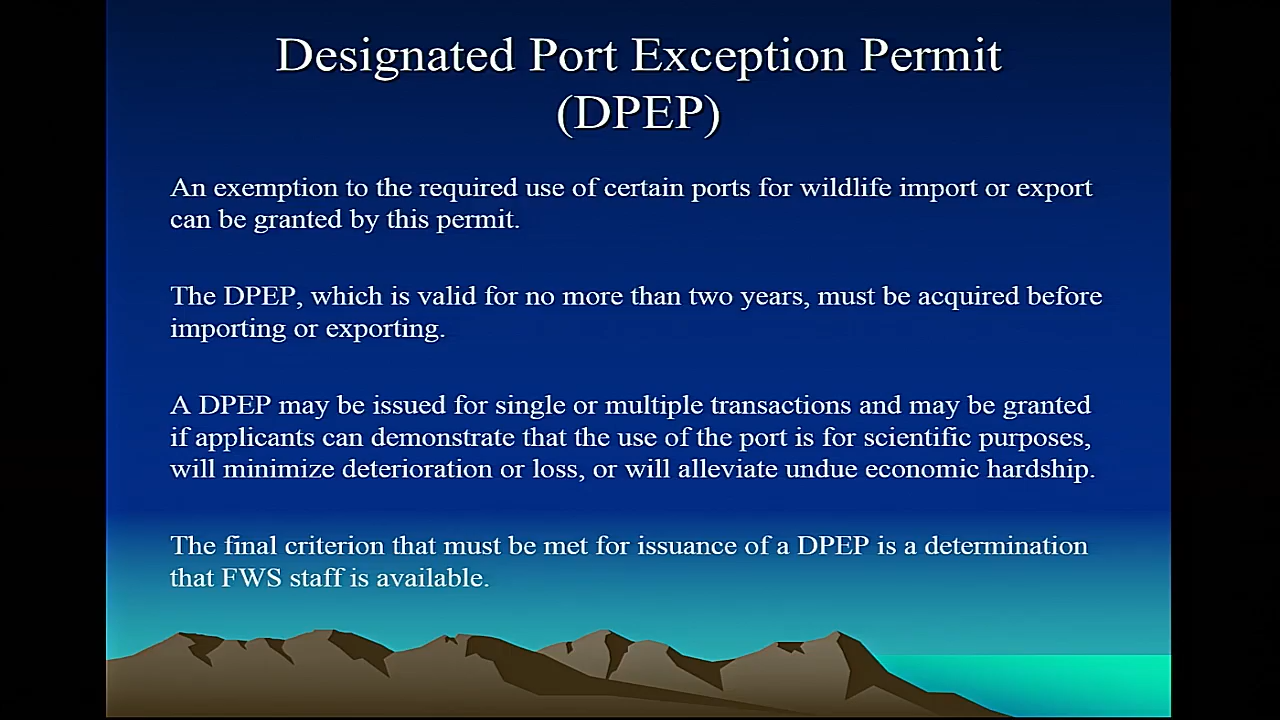 Designated Port Exception Permit
(DPEP)
An exemption to the required use of certain ports for wildlife import or export
can be granted by this permit.
The DPEP, which is valid for no more than two years, must be acquired before
importing or exporting.
A DPEP may be issued for single or multiple transactions and may be granted
if applicants can demonstrate that the use of the port is for scientific purposes,
will minimize deterioration or loss, or will alleviate undue economic hardship.
The final criterion that must be met for issuance of a DPEP is a determination
that FWS staff is available.